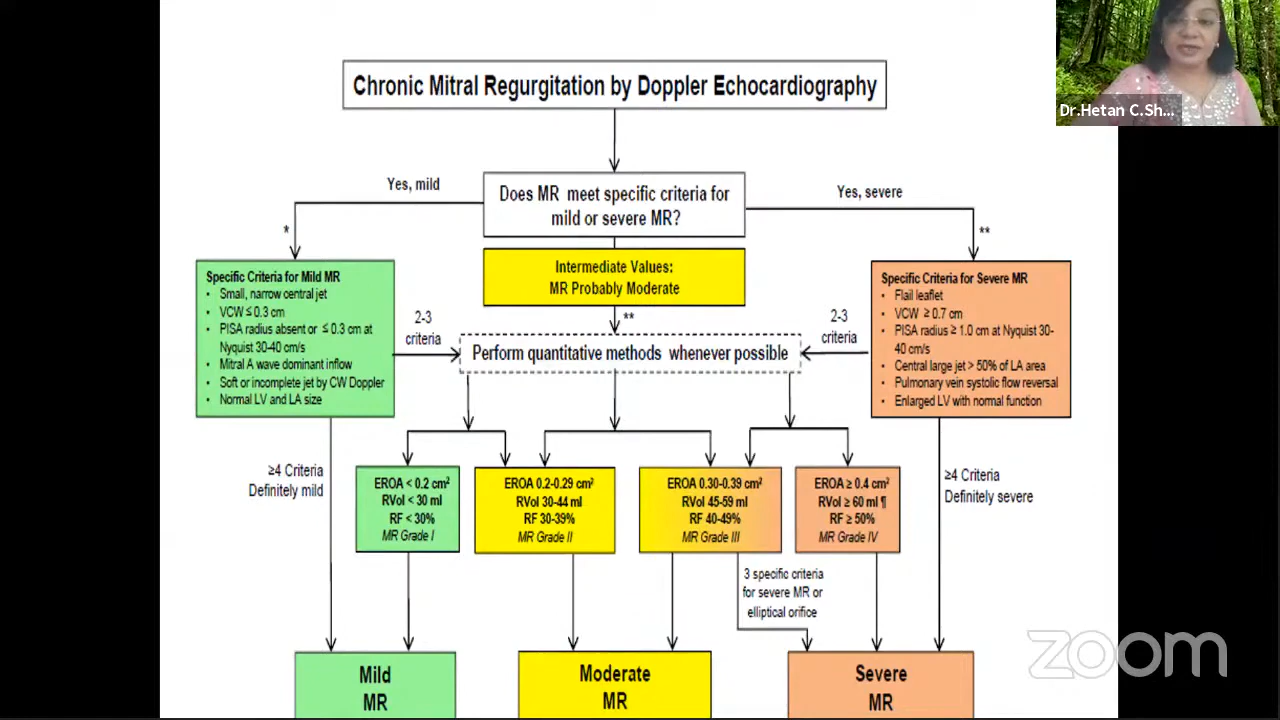 Dr.Hetan C.Sh...
Chronic Mitral Regurgitation by Doppler Echocardiography
Yes, mild
Does MR meet specific criteria for
mild or severe MR?
Yes, severe
*
**
Intermediate Values:
MR Probably Moderate
**
Specific Criteria for Mild MR
• Small, narrow central jet
• VCW ≤ 0.3 cm
• PISA radius absent or ≤ 0.3 cm at
Nyquist 30-40 cm/s
• Mitral A wave dominant inflow
• Soft or incomplete jet by CW Doppler
• Normal LV and LA size
2-3
criteria
Perform quantitative methods whenever possible
2-3
criteria
Specific Criteria for Severe MR
• Flail leaflet
• VCW ≥ 0.7 cm
• PISA radius ≥ 1.0 cm at Nyquist 30-
40 cm/s
• Central large jet > 50% of LA area
• Pulmonary vein systolic flow reversal
• Enlarged LV with normal function
≥4 Criteria
Definitely mild
EROA < 0.2 cm²
RVol < 30 ml
RF < 30%
MR Grade I
EROA 0.2-0.29 cm²
RVol 30-44 ml
RF 30-39%
MR Grade II
EROA 0.30-0.39 cm²
RVol 45-59 ml
RF 40-49%
MR Grade III
EROA ≥ 0.4 cm²
RVol ≥ 60 ml ¶
RF ≥ 50%
MR Grade IV
≥4 Criteria
Definitely severe
3 specific criteria
for severe MR or
elliptical orifice
Mild
MR
Moderate
MR
Severe
MR
zoom